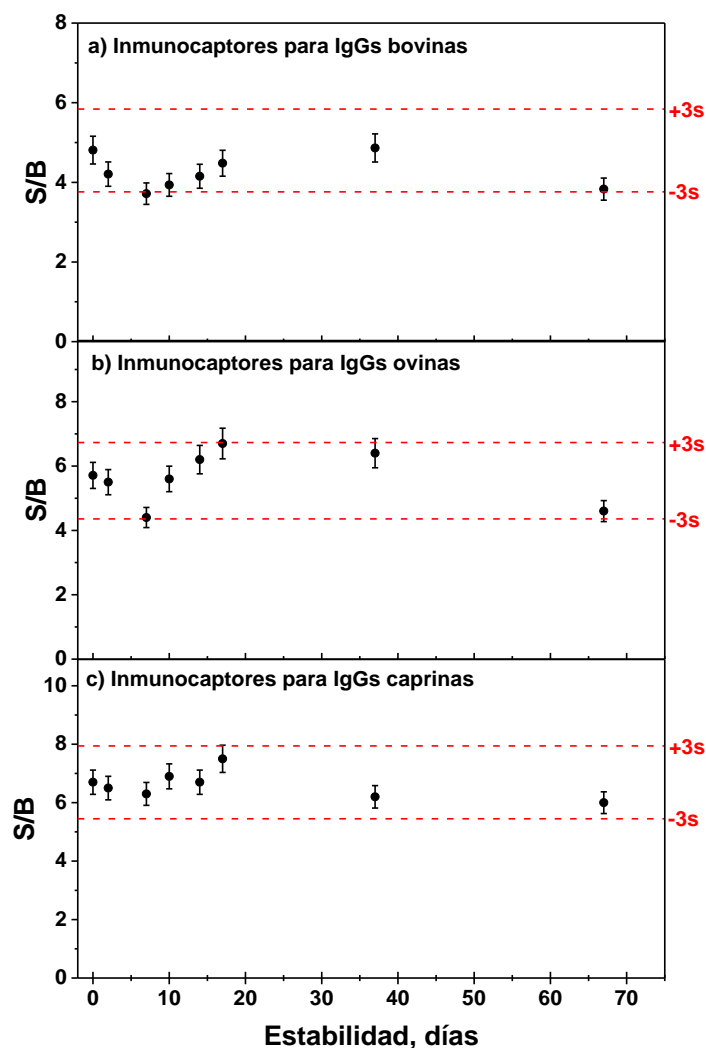 8
a) Inmunocaptores para IgGs bovinas
6
+3s
S/B
4
-3s
2
0
b) Inmunocaptores para IgGs ovinas
8
+3s
6
S/B
4
-3s
2
0
c) Inmunocaptores para IgGs caprinas
10
8
+3s
6
S/B
-3s
4
2
0
0 10 20 30 40 50 60 70
Estabilidad, días